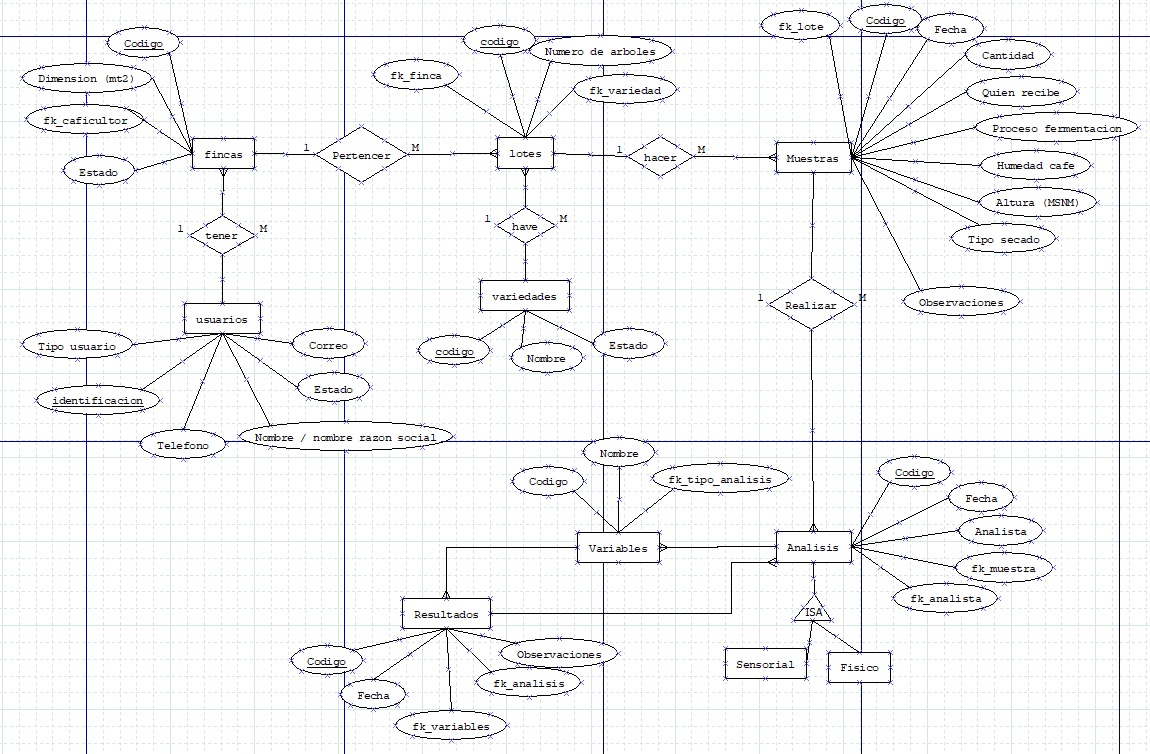 fk_lote
Codigo
Fecha
Codigo
codigo
Numero de arboles
Cantidad
Dimension (mt2)
fk_finca
fk_variedad
Quien recibe
fk_caficultor
Proceso fermentacion
1
M
1
M
fincas
Pertencer
lotes
hacer
Muestras
Humedad cafe
Estado
Altura (MSNM)
1
M
1
M
tener
have
Tipo secado
variedades
1
M
Realizar
Observaciones
usuarios
Tipo usuario
Correo
codigo
Nombre
Estado
Estado
identificacion
Telefono
Nombre / nombre razon social
Nombre
Codigo
fk_tipo_analisis
Codigo
Fecha
Analista
Variables
Analisis
fk_muestra
fk_analista
Resultados
ISA
Observaciones
Codigo
Sensorial
Fisico
fk_analisis
Fecha
fk_variables